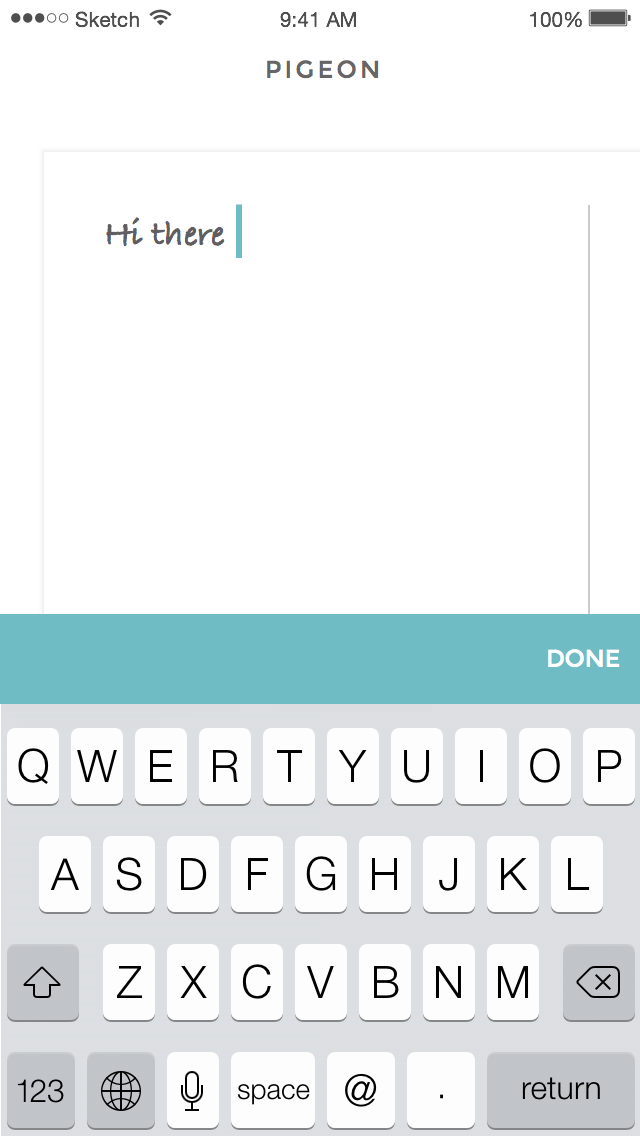 Sketch 9:41 AM 100%
PIGEON
Hi there
DONE
Q W E R T Y U I O P
A S D F G H J K L
Z X C V B N M
123 space @ . return